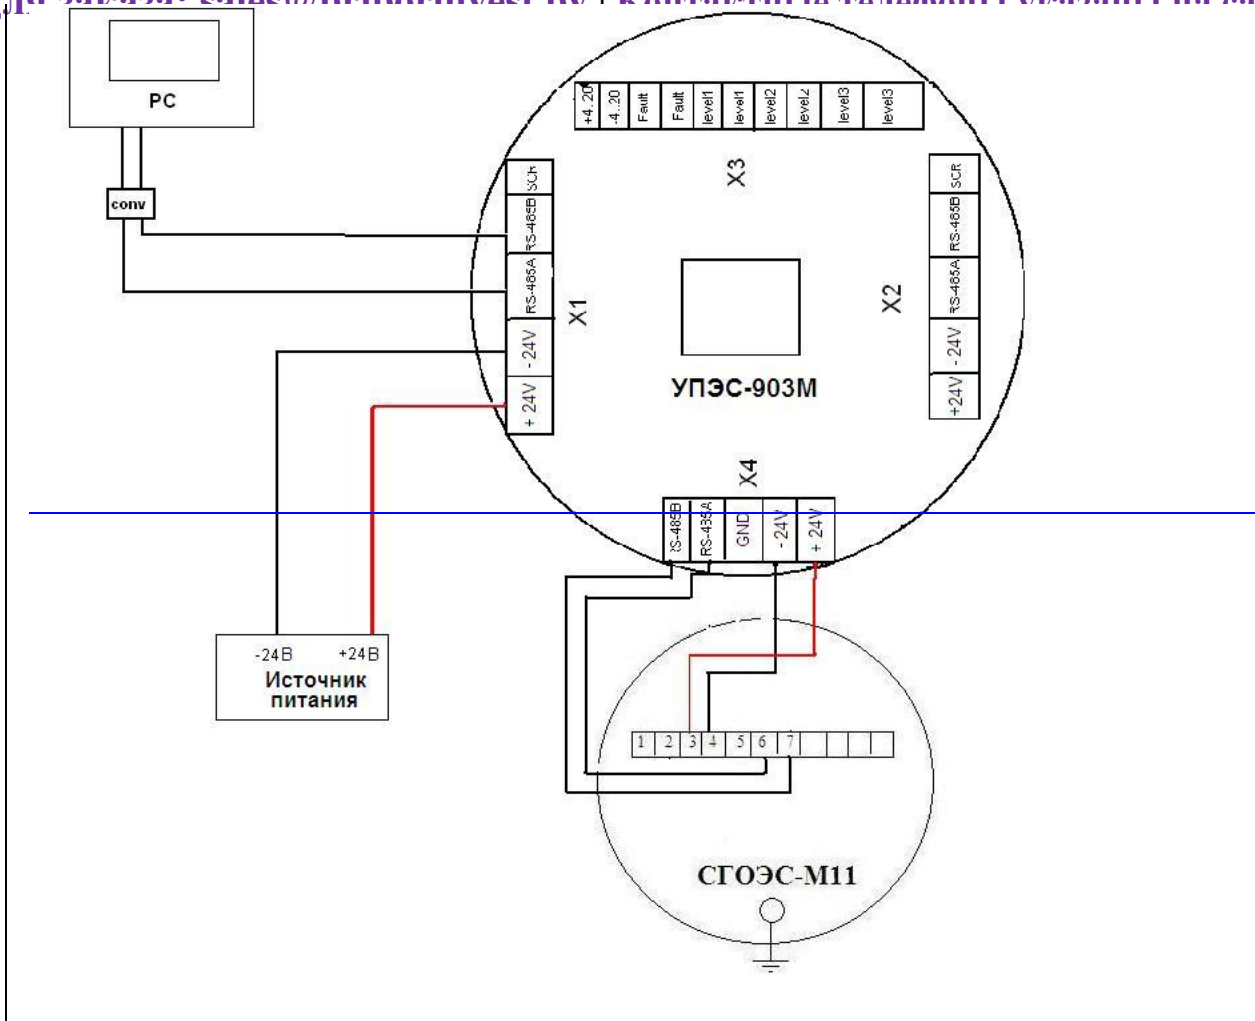 PC
conv
+4..20
-4..20
Fault
Fault
level1
level1
level2
level2
level3
level3
X3
SCR
RS-485B
RS-485A
- 24V
+ 24V
X1
SCR
RS-485B
RS-485A
- 24V
+24V
X2
УПЭС-903М
X4
RS-485A
GND
- 24V
+ 24V
-24В +24В
Источник
питания
1 2 3 4 5 6 7
СГОЭС-М11